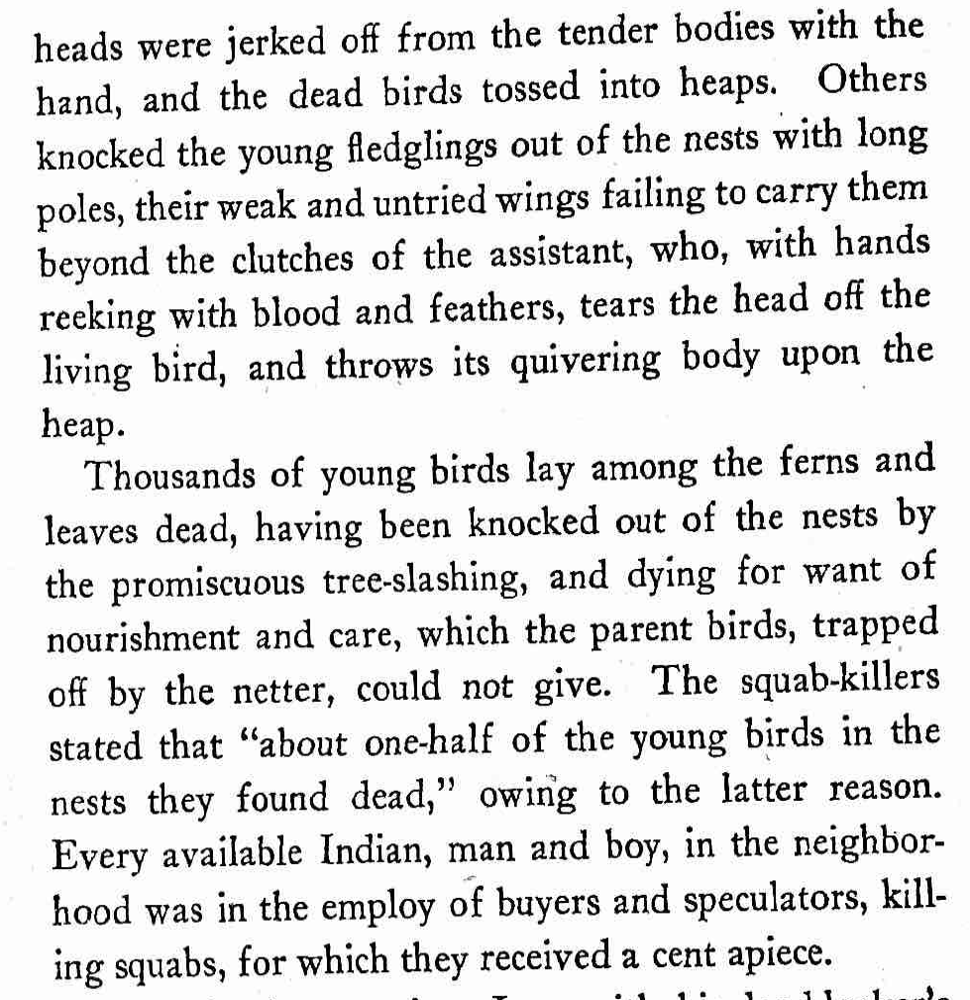 heads were jerked off from the tender bodies with the
hand, and the dead birds tossed into heaps. Others
knocked the young fledglings out of the nests with long
poles, their weak and untried wings failing to carry them
beyond the clutches of the assistant, who, with hands
reeking with blood and feathers, tears the head off the
living bird, and throws its quivering body upon the
heap.
Thousands of young birds lay among the ferns and
leaves dead, having been knocked out of the nests by
the promiscuous tree-slashing, and dying for want of
nourishment and care, which the parent birds, trapped
off by the netter, could not give. The squab-killers
stated that “about one-half of the young birds in the
nests they found dead,” owing to the latter reason.
Every available Indian, man and boy, in the neighbor-
hood was in the employ of buyers and speculators, kill-
ing squabs, for which they received a cent apiece.